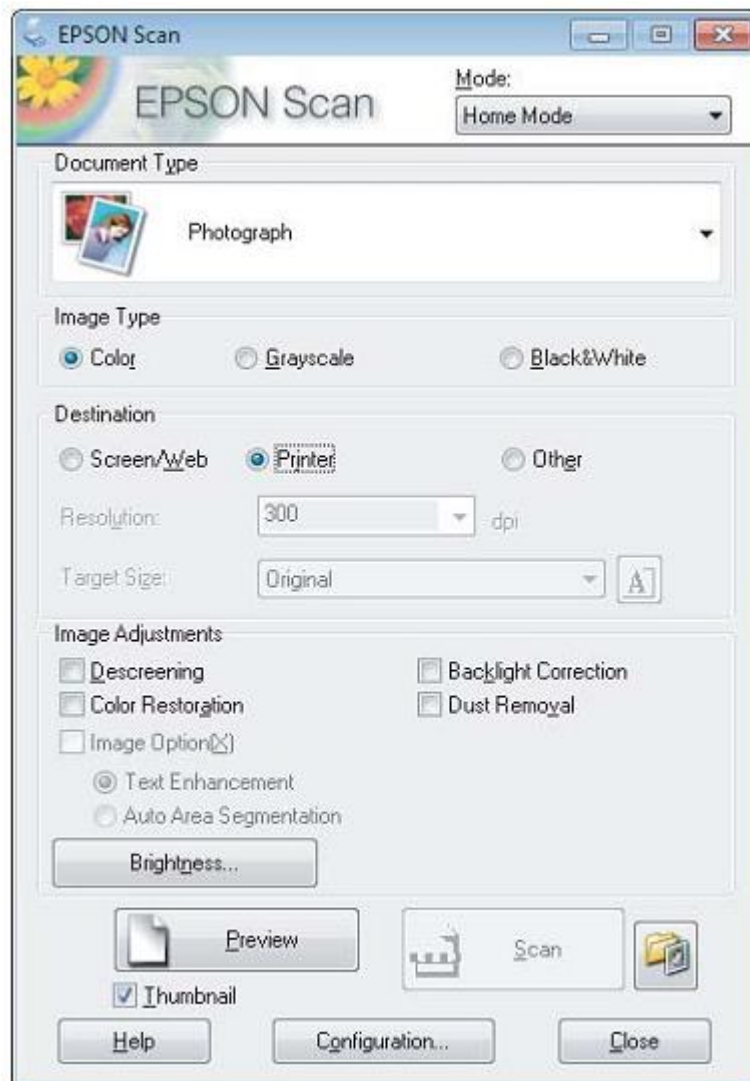 EPSON Scan
EPSON Scan
Mode:
Home Mode
Document Type
Photograph
Image Type
Color Grayscale Black&White
Destination
Screen/Web Printer Other
Resolution: 300 dpi
Target Size: Original A
Image Adjustments
Descreening Backlight Correction
Color Restoration Dust Removal
Image Option(X)
Text Enhancement
Auto Area Segmentation
Brightness...
Preview Scan
Thumbnail
Help Configuration... Close